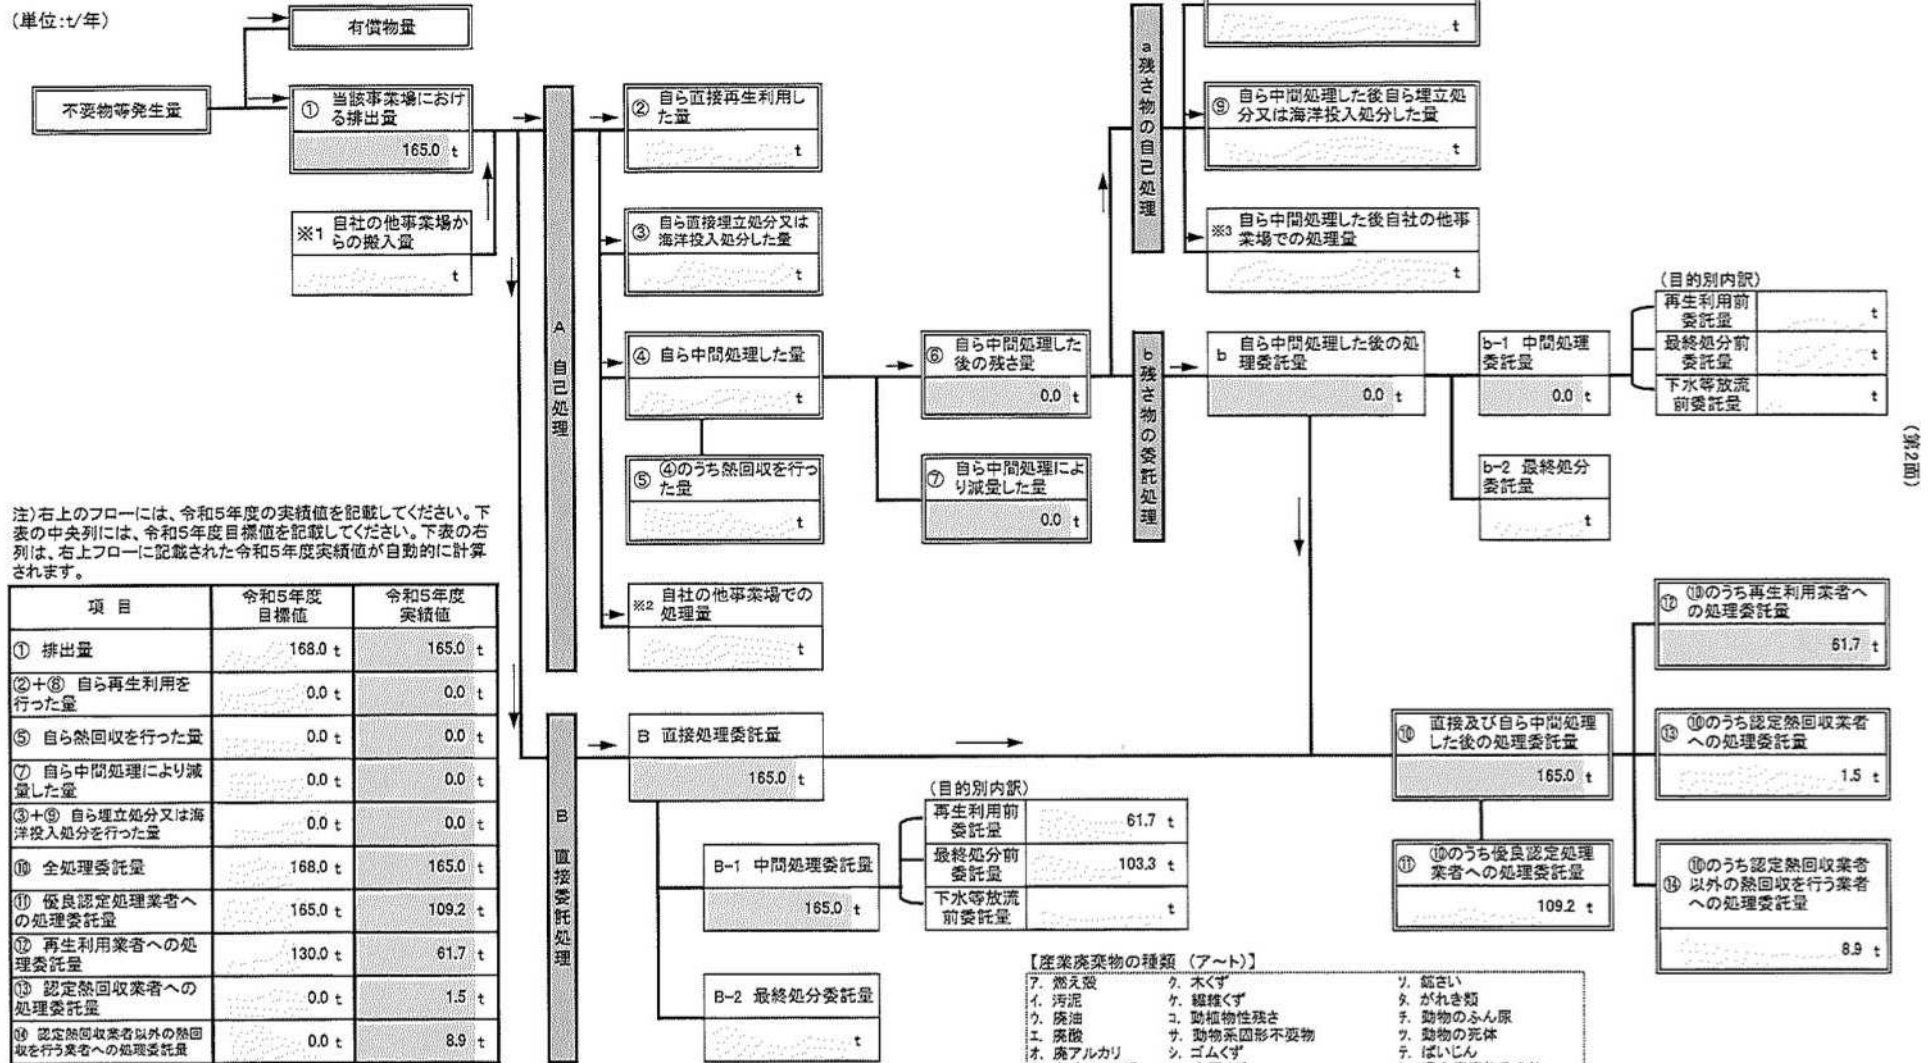 (単位:t/年)
有償物量
不要物等発生量
① 当該事業場におけ
る排出量
165.0 t
※1 自社の他事業場か
らの搬入量
t
A 自己処理
② 自ら直接再生利用し
た量
t
③ 自ら直接埋立処分又は
海洋投入処分した量
t
④ 自ら中間処理した量
t
⑤ ④のうち熱回収を行っ
た量
t
※2 自社の他事業場での
処理量
t
⑥ 自ら中間処理した
後の残さ量
0.0 t
⑦ 自ら中間処理によ
り減量した量
0.0 t
a 残さ物の自己処理
t
⑨ 自ら中間処理した後自ら埋立処
分又は海洋投入処分した量
t
※3 自ら中間処理した後自社の他事
業場での処理量
t
b 残さ物の委託処理
b 自ら中間処理した後の処
理委託量
0.0 t
b-1 中間処理
委託量
0.0 t
(目的別内訳)
再生利用前
委託量 t
最終処分前
委託量 t
下水等放流
前委託量 t
b-2 最終処分
委託量
t
(第2面)
注)右上のフローには、令和5年度の実績値を記載してください。下
表の中央列には、令和5年度目標値を記載してください。下表の右
列は、右上フローに記載された令和5年度実績値が自動的に計算
されます。
項 目 令和5年度 目標値 令和5年度 実績値
① 排出量 168.0 t 165.0 t
②+⑧ 自ら再生利用を
行った量 0.0 t 0.0 t
⑤ 自ら熱回収を行った量 0.0 t 0.0 t
⑦ 自ら中間処理により減
量した量 0.0 t 0.0 t
③+⑨ 自ら埋立処分又は海
洋投入処分を行った量 0.0 t 0.0 t
⑩ 全処理委託量 168.0 t 165.0 t
⑪ 優良認定処理業者へ
の処理委託量 165.0 t 109.2 t
⑫ 再生利用業者への処
理委託量 130.0 t 61.7 t
⑬ 認定熱回収業者への
処理委託量 0.0 t 1.5 t
⑭ 認定熱回収業者以外の熱回
収を行う業者への処理委託量 0.0 t 8.9 t
B 直接委託処理
B 直接処理委託量
165.0 t
B-1 中間処理委託量
165.0 t
(目的別内訳)
再生利用前
委託量 61.7 t
最終処分前
委託量 103.3 t
下水等放流
前委託量 t
B-2 最終処分委託量
t
⑩ 直接及び自ら中間処理
した後の処理委託量
165.0 t
⑪ ⑩のうち優良認定処理
業者への処理委託量
109.2 t
⑫ ⑩のうち再生利用業者へ
の処理委託量
61.7 t
⑬ ⑩のうち認定熱回収業者
への処理委託量
1.5 t
⑭ ⑩のうち認定熱回収業者
以外の熱回収を行う業者
への処理委託量
8.9 t
【産業廃棄物の種類 (ア~ト)】
ア. 燃え殻 ク. 木くず ソ. 鉱さい
イ. 汚泥 ケ. 繊維くず タ. がれき類
ウ. 廃油 コ. 動植物性残さ チ. 動物のふん尿
エ. 廃酸 サ. 動物系固形不要物 ツ. 動物の死体
オ. 廃アルカリ シ. ゴムくず テ. ばいじん